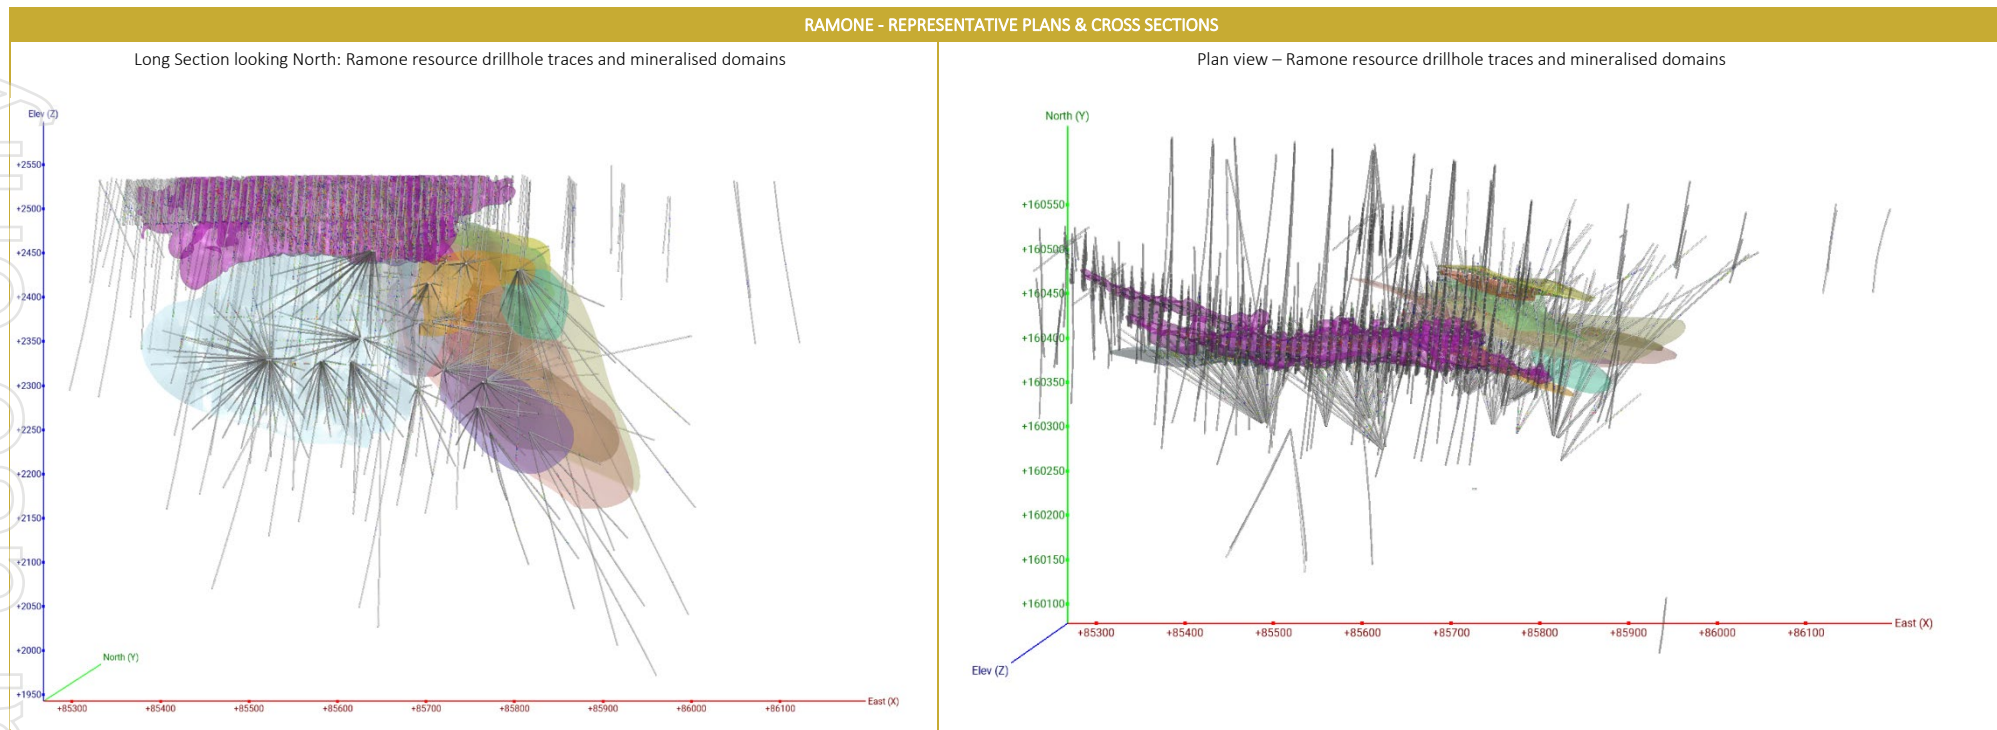 RAMONE - REPRESENTATIVE PLANS & CROSS SECTIONS
Long Section looking North: Ramone resource drillhole traces and mineralised domains
Elev (Z)
+2550
+2500
+2450
+2400
+2350
+2300
+2250
+2200
+2150
+2100
+2050
+2000
+1950
North (Y)
East (X)
+85300 +85400 +85500 +85600 +85700 +85800 +85900 +86000 +86100
Plan view – Ramone resource drillhole traces and mineralised domains
North (Y)
+160550
+160500
+160450
+160400
+160350
+160300
+160250
+160200
+160150
+160100
East (X)
+85300 +85400 +85500 +85600 +85700 +85800 +85900 +86000 +86100
Elev (Z)